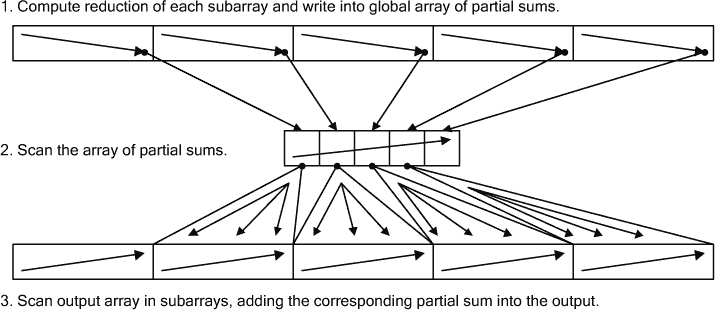 1. Compute reduction of each subarray and write into global array of partial sums.
2. Scan the array of partial sums.
3. Scan output array in subarrays, adding the corresponding partial sum into the output.